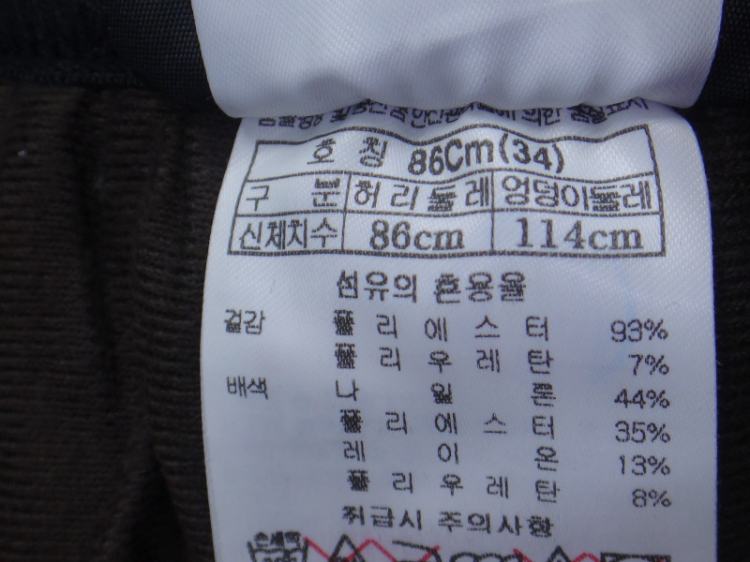 호 칭 86Cm(34)
구 분 허리둘레 엉덩이둘레
신체치수 86cm 114cm
섬유의 혼용율
겉감 폴 리 에 스 터 93%
폴 리 우 레 탄 7%
배색 나 일 론 44%
폴 리 에 스 터 35%
레 이 온 13%
폴 리 우 레 탄 8%
취급시 주의사항
손세탁